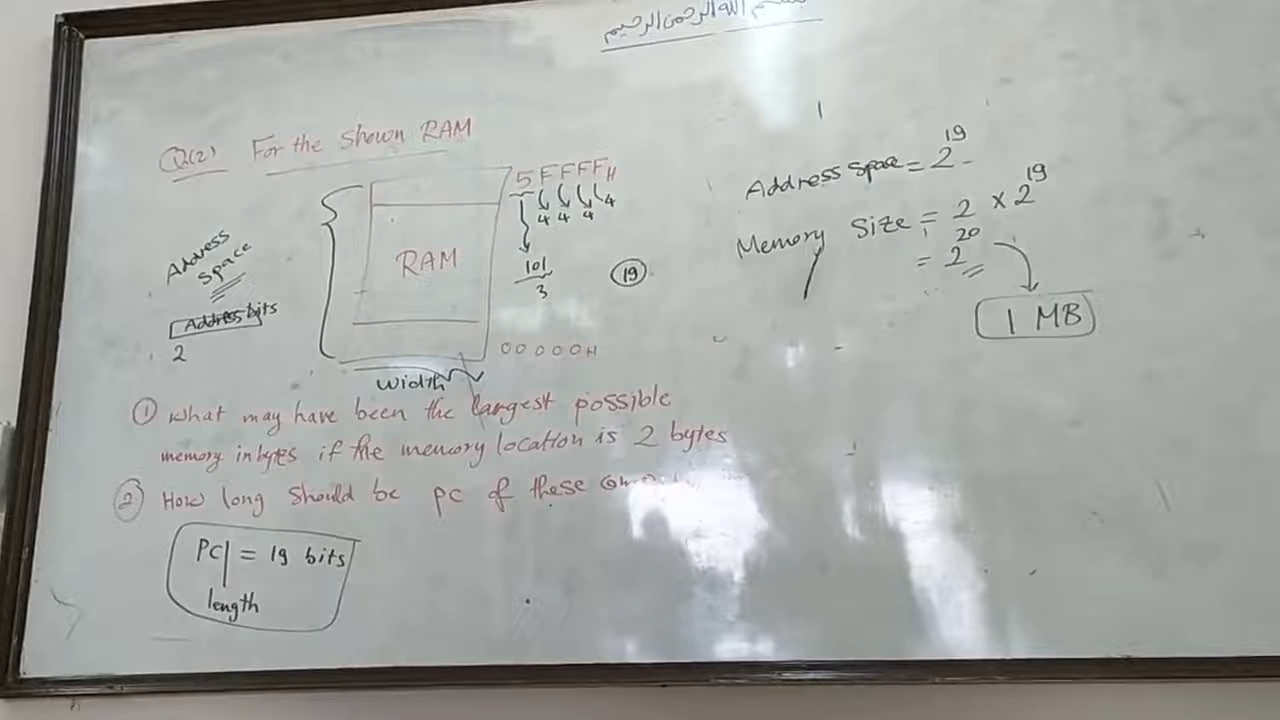 بسم الله الرحمن الرحيم
Q(2) For the Shown RAM
5FFFFH
4 4 4 4
101
3
19
RAM
Address
Space
Address bits
2
00000H
Width
① What may have been the largest possible
memory in bytes if the memory location is 2 bytes
② How long should be pc of these
PC| = 19 bits
length
Address Space = 2^19
Memory Size = 2 × 2^19
= 2^20
1 MB